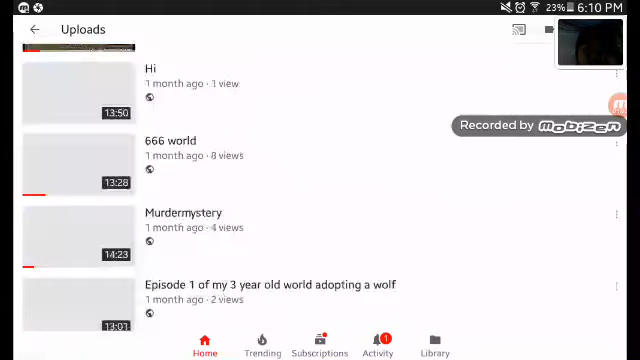 23% 6:10 PM
Uploads
Hi
1 month ago · 1 view
13:50
Recorded by mobizen
666 world
1 month ago · 8 views
13:28
Murdermystery
1 month ago · 4 views
14:23
Episode 1 of my 3 year old world adopting a wolf
1 month ago · 2 views
13:01
1
Home Trending Subscriptions Activity Library